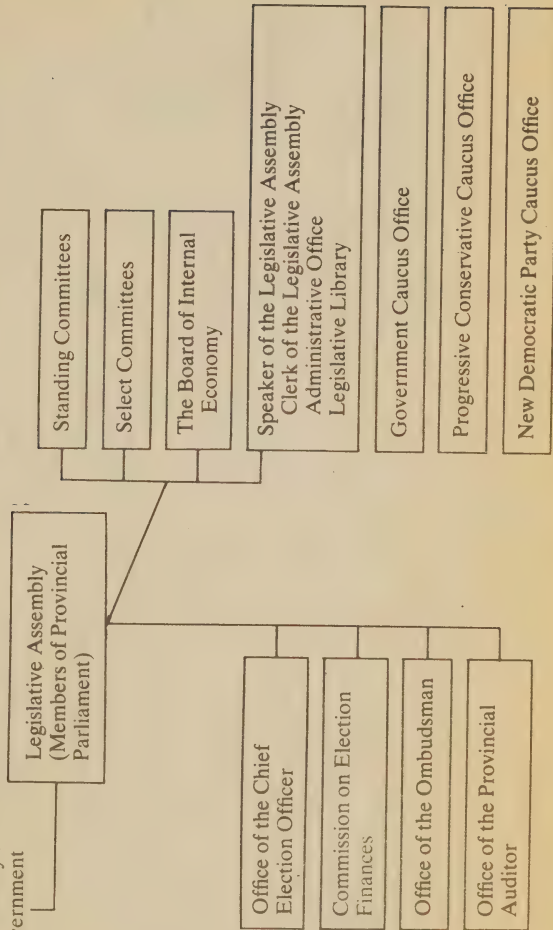 Legislative Assembly
(Members of Provincial
Parliament)
Standing Committees
Select Committees
The Board of Internal
Economy
Speaker of the Legislative Assembly
Clerk of the Legislative Assembly
Administrative Office
Legislative Library
Government Caucus Office
Progressive Conservative Caucus Office
New Democratic Party Caucus Office
Office of the Chief
Election Officer
Commission on Election
Finances
Office of the Ombudsman
Office of the Provincial
Auditor